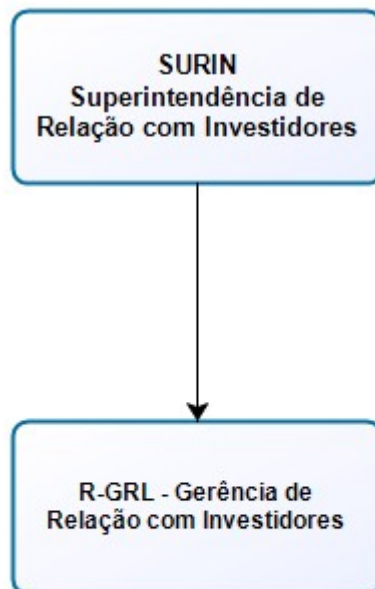 SURIN
Superintendência de
Relação com Investidores
R-GRL - Gerência de
Relação com Investidores